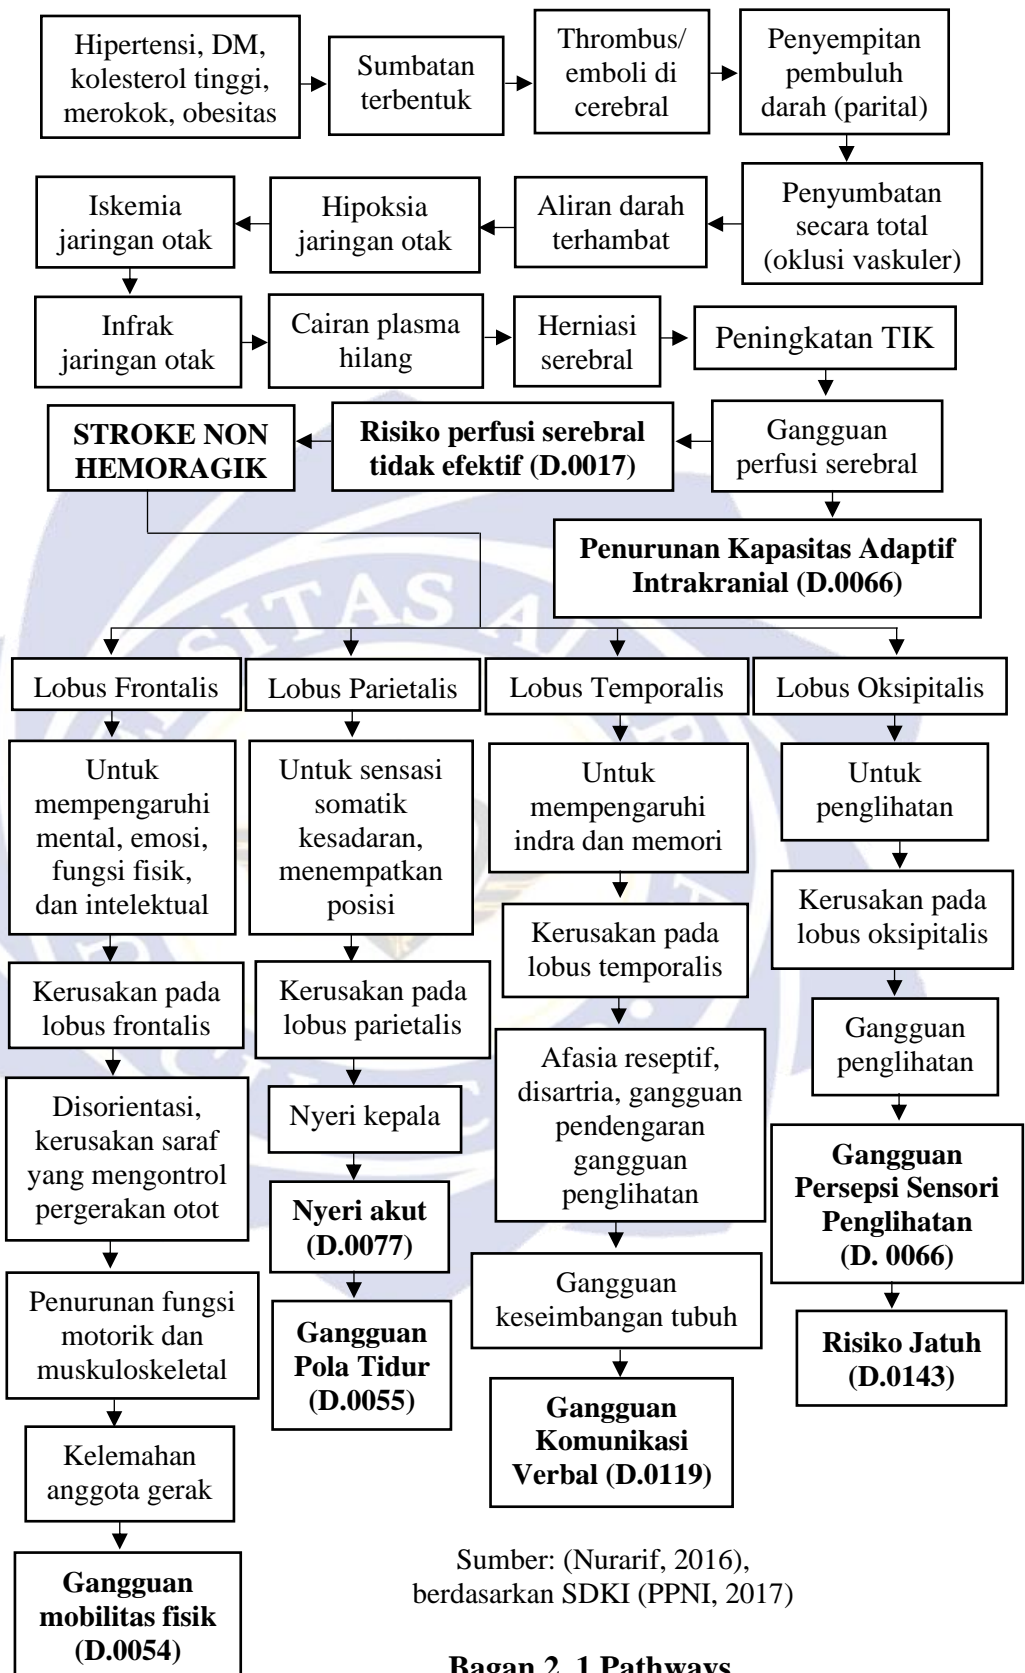 Hipertensi, DM,
kolesterol tinggi,
merokok, obesitas
Sumbatan
terbentuk
Thrombus/
emboli di
cerebral
Penyempitan
pembuluh
darah (parital)
Penyumbatan
secara total
(oklusi vaskuler)
Aliran darah
terhambat
Hipoksia
jaringan otak
Iskemia
jaringan otak
Infrak
jaringan otak
Cairan plasma
hilang
Herniasi
serebral
Peningkatan TIK
Gangguan
perfusi serebral
Risiko perfusi serebral
tidak efektif (D.0017)
STROKE NON
HEMORAGIK
Penurunan Kapasitas Adaptif
Intrakranial (D.0066)
Lobus Frontalis
Untuk
mempengaruhi
mental, emosi,
fungsi fisik,
dan intelektual
Kerusakan pada
lobus frontalis
Disorientasi,
kerusakan saraf
yang mengontrol
pergerakan otot
Penurunan fungsi
motorik dan
muskuloskeletal
Kelemahan
anggota gerak
Gangguan
mobilitas fisik
(D.0054)
Lobus Parietalis
Untuk sensasi
somatik
kesadaran,
menempatkan
posisi
Kerusakan pada
lobus parietalis
Nyeri kepala
Nyeri akut
(D.0077)
Gangguan
Pola Tidur
(D.0055)
Lobus Temporalis
Untuk
mempengaruhi
indra dan memori
Kerusakan pada
lobus temporalis
Afasia reseptif,
disartria, gangguan
pendengaran
gangguan
penglihatan
Gangguan
keseimbangan tubuh
Gangguan
Komunikasi
Verbal (D.0119)
Lobus Oksipitalis
Untuk
penglihatan
Kerusakan pada
lobus oksipitalis
Gangguan
penglihatan
Gangguan
Persepsi Sensori
Penglihatan
(D. 0066)
Risiko Jatuh
(D.0143)
Sumber: (Nurarif, 2016),
berdasarkan SDKI (PPNI, 2017)
Bagan 2. 1 Pathways